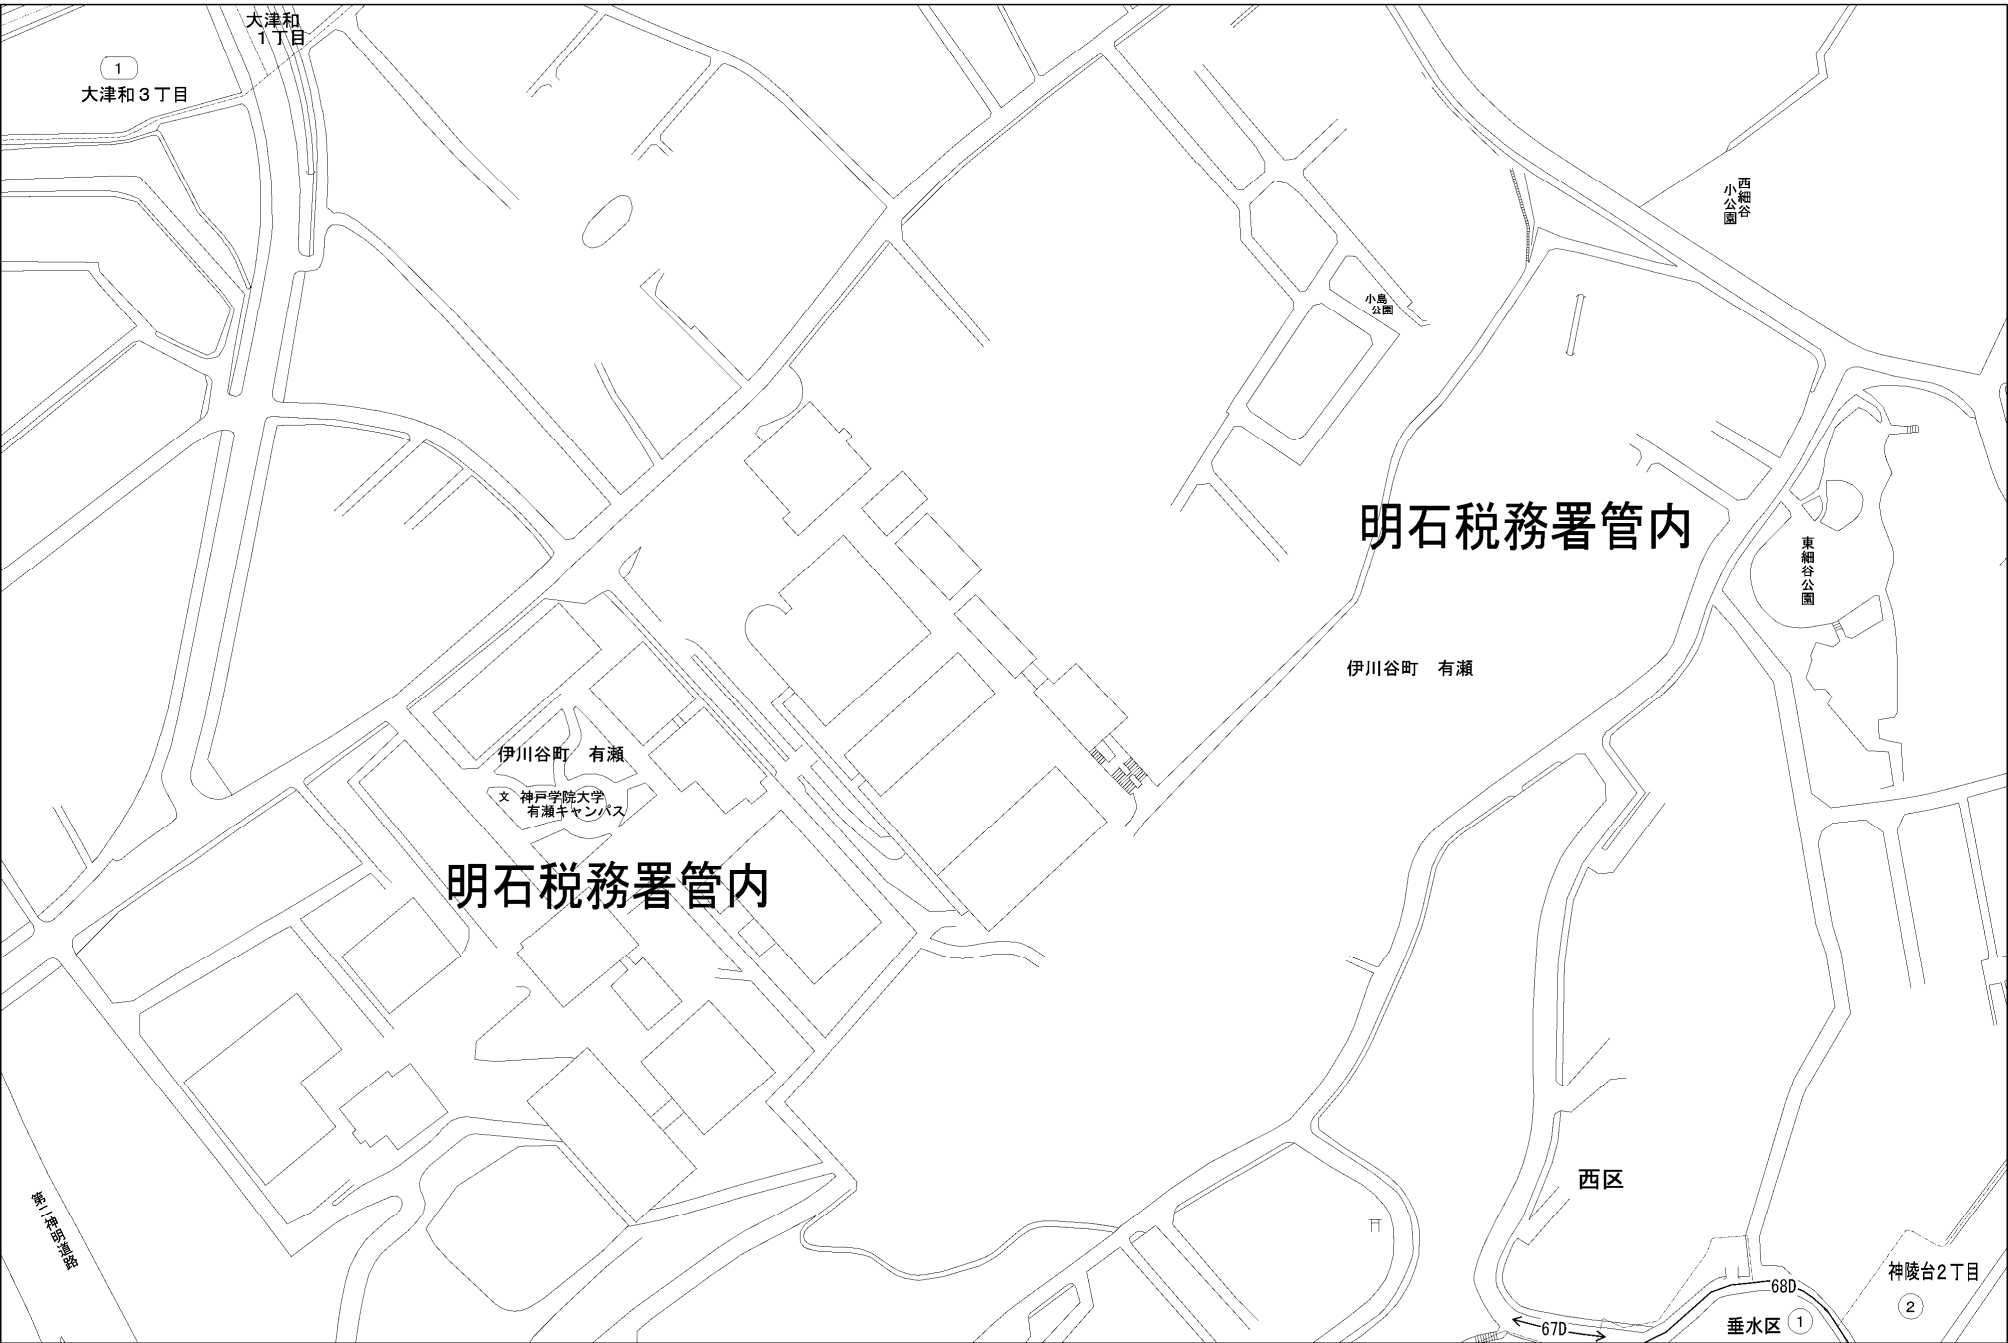 大津和
1丁目
1
大津和3丁目
西細谷
小公園
小島
公園
明石税務署管内
東細谷公園
伊川谷町　有瀬
伊川谷町　有瀬
文　神戸学院大学
有瀬キャンパス
明石税務署管内
西区
第二神明道路
神陵台2丁目
2
68D
67D
垂水区
1